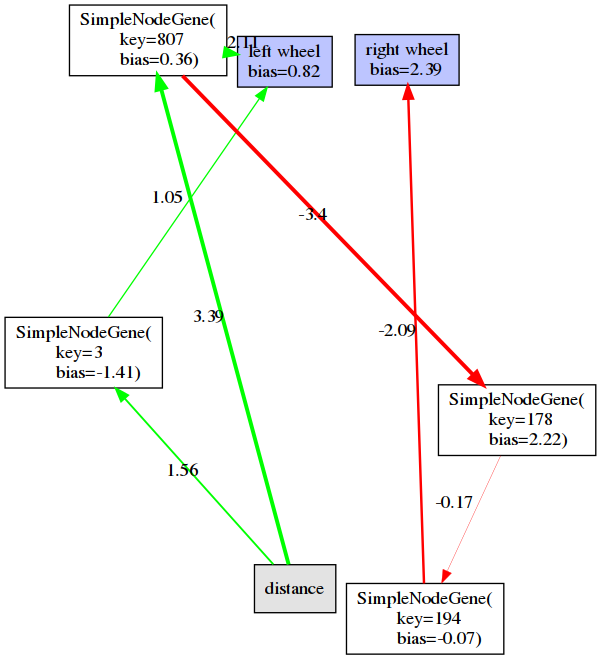 SimpleNodeGene(
key=807
bias=0.36)
2.11
left wheel
bias=0.82
right wheel
bias=2.39
1.05
-3.4
3.39
-2.09
SimpleNodeGene(
key=3
bias=-1.41)
SimpleNodeGene(
key=178
bias=2.22)
1.56
-0.17
distance
SimpleNodeGene(
key=194
bias=-0.07)